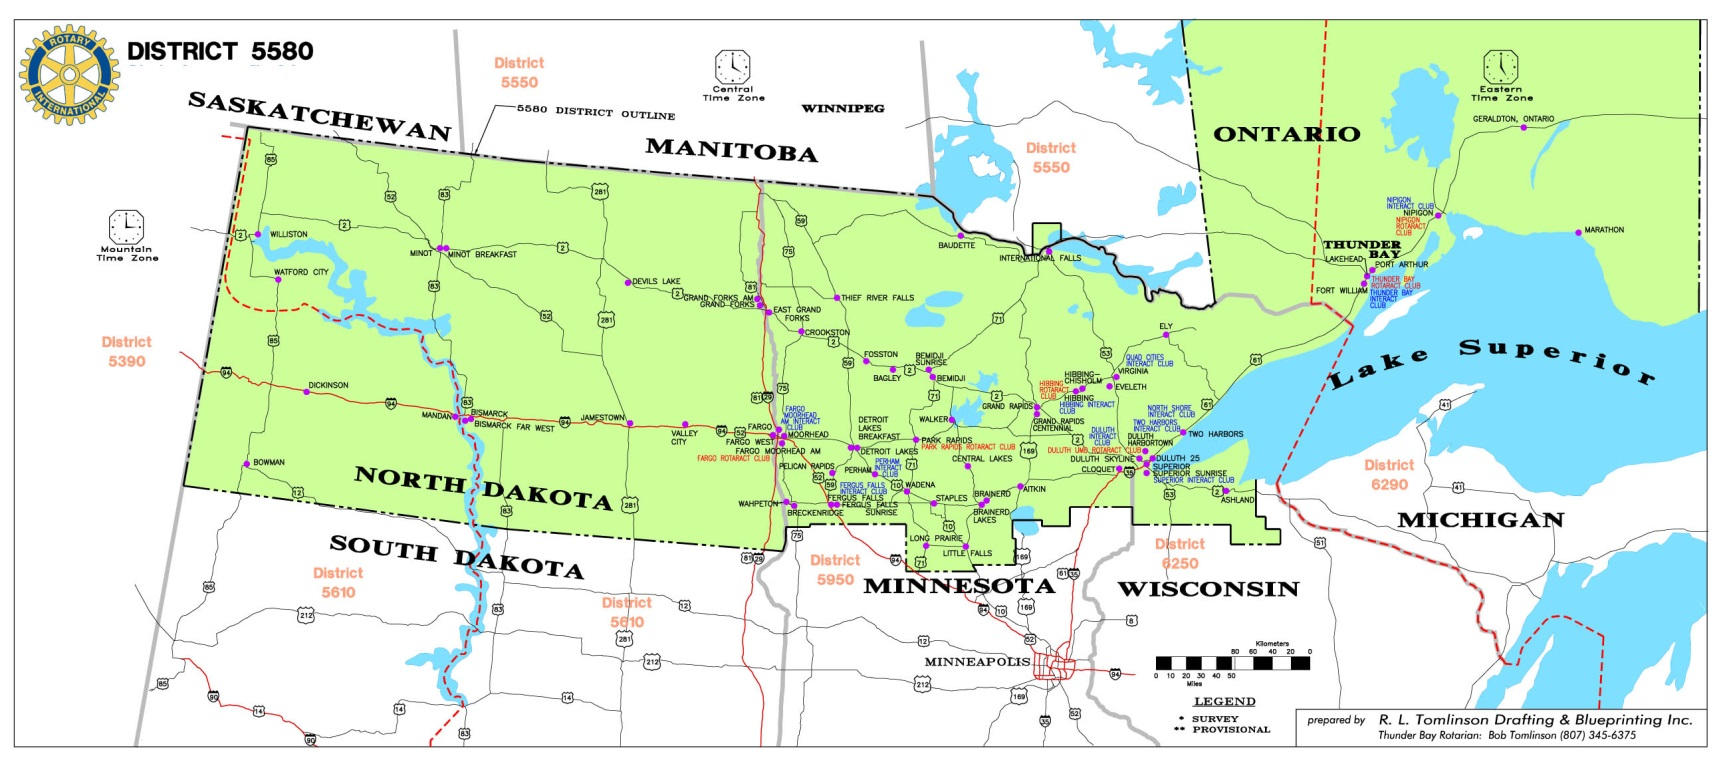 ROTARY
INTERNATIONAL
DISTRICT 5580
District
5550
Central
Time Zone
WINNIPEG
Eastern
Time Zone
SASKATCHEWAN
5580 DISTRICT OUTLINE
MANITOBA
District
5550
ONTARIO
GERALDTON, ONTARIO
Mountain
Time Zone
NIPIGON
INTERACT CLUB
NIPIGON
NIPIGON
ROTARACT
CLUB
MARATHON
THUNDER
BAY
LAKEHEAD
PORT ARTHUR
THUNDER BAY
ROTARACT CLUB
FORT WILLIAM
THUNDER BAY
INTERACT
CLUB
WILLISTON
WATFORD CITY
MINOT
MINOT BREAKFAST
DEVILS LAKE
GRAND FORKS AM
GRAND FORKS
EAST GRAND
FORKS
THIEF RIVER FALLS
CROOKSTON
BAUDETTE
INTERNATIONAL FALLS
District
5390
FOSSTON
BAGLEY
BEMIDJI
SUNRISE
BEMIDJI
ELY
QUAD CITIES
INTERACT CLUB
VIRGINIA
EVELETH
HIBBING-
CHISHOLM
HIBBING
HIBBING
ROTARACT
CLUB
HIBBING INTERACT
CLUB
GRAND RAPIDS
GRAND RAPIDS
CENTENNIAL
Lake Superior
DICKINSON
MANDAN
BISMARCK
BISMARCK FAR WEST
JAMESTOWN
VALLEY
CITY
FARGO
MOORHEAD
AM INTERACT
CLUB
FARGO
MOORHEAD
FARGO WEST
FARGO MOORHEAD AM
FARGO ROTARACT CLUB
DETROIT
LAKES
BREAKFAST
DETROIT LAKES
WALKER
PARK RAPIDS
PARK RAPIDS ROTARACT CLUB
CENTRAL LAKES
NORTH SHORE
INTERACT CLUB
TWO HARBORS
INTERACT CLUB
TWO HARBORS
DULUTH
INTERACT
CLUB
DULUTH
HARBORTOWN
DULUTH UMB ROTARACT CLUB
DULUTH SKYLINE
DULUTH 25
CLOQUET
SUPERIOR
SUPERIOR SUNRISE
SUPERIOR INTERACT CLUB
ASHLAND
BOWMAN
NORTH DAKOTA
PELICAN RAPIDS
PERHAM
PERHAM
INTERACT
CLUB
FERGUS FALLS
INTERACT CLUB
WADENA
WAHPETON
BRECKENRIDGE
FERGUS FALLS
FERGUS FALLS
SUNRISE
STAPLES
BRAINERD
BRAINERD
LAKES
AITKIN
LONG PRAIRIE
LITTLE FALLS
District
6290
MICHIGAN
SOUTH DAKOTA
District
5610
District
5610
District
5950
MINNESOTA
District
6250
WISCONSIN
MINNEAPOLIS
Kilometers
80 60 40 20 0
0 10 20 30 40 50
Miles
LEGEND
* SURVEY
** PROVISIONAL
prepared by R. L. Tomlinson Drafting & Blueprinting Inc.
Thunder Bay Rotarian: Bob Tomlinson (807) 345-6375